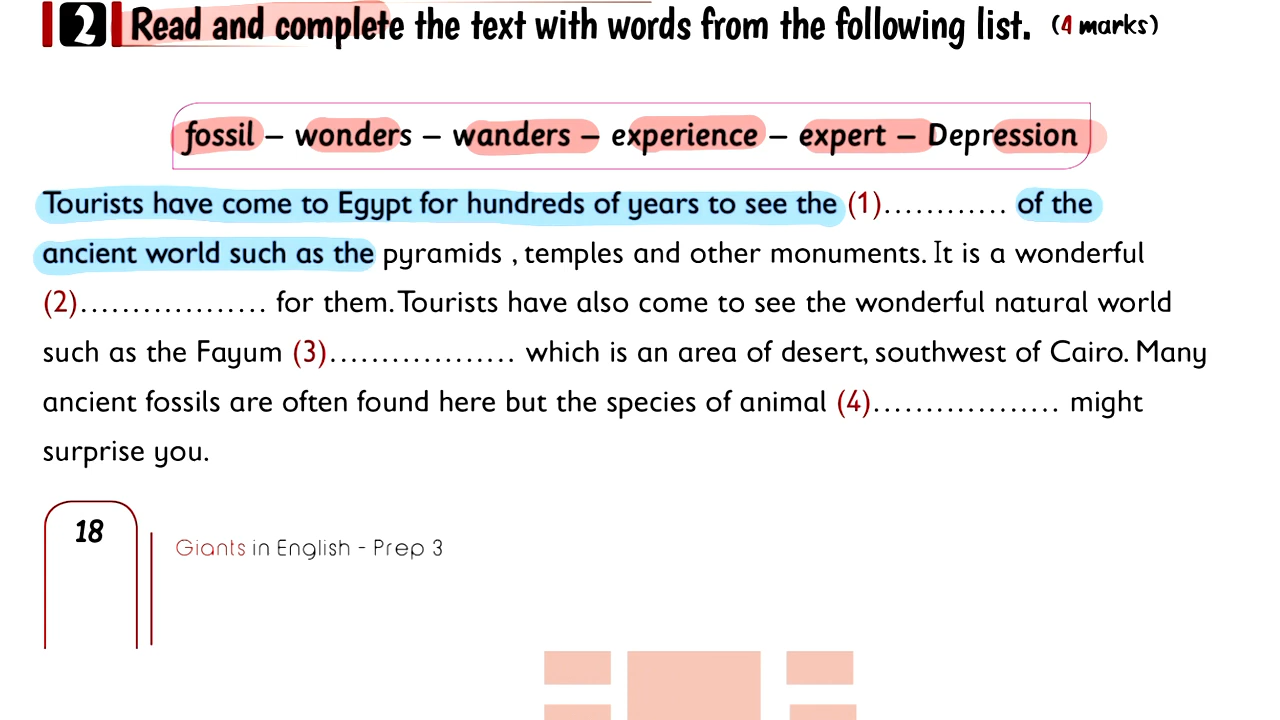 2 Read and complete the text with words from the following list. (4 marks)
fossil – wonders – wanders – experience – expert – Depression
Tourists have come to Egypt for hundreds of years to see the (1)............ of the
ancient world such as the pyramids , temples and other monuments. It is a wonderful
(2).................. for them. Tourists have also come to see the wonderful natural world
such as the Fayum (3).................. which is an area of desert, southwest of Cairo. Many
ancient fossils are often found here but the species of animal (4).................. might
surprise you.
18
Giants in English - Prep 3